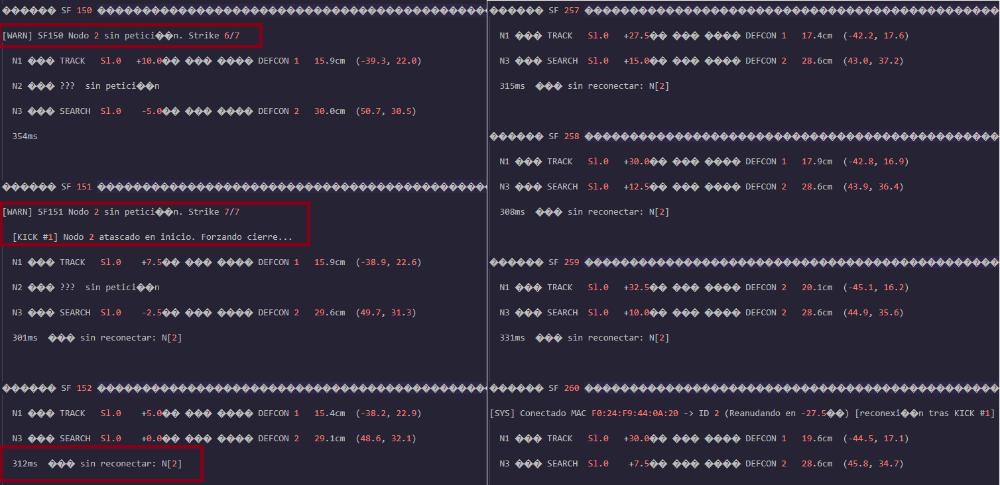 ������ SF 150 ��������������������������������������������
[WARN] SF150 Nodo 2 sin petici��n. Strike 6/7
N1 ��� TRACK Sl.0 +10.0�� ��� ���� DEFCON 1 15.9cm (-39.3, 22.0)
N2 ��� ??? sin petici��n
N3 ��� SEARCH Sl.0 -5.0�� ��� ���� DEFCON 2 30.0cm (50.7, 30.5)
354ms
������ SF 151 ��������������������������������������������
[WARN] SF151 Nodo 2 sin petici��n. Strike 7/7
[KICK #1] Nodo 2 atascado en inicio. Forzando cierre...
N1 ��� TRACK Sl.0 +7.5�� ��� ���� DEFCON 1 15.9cm (-38.9, 22.6)
N2 ��� ??? sin petici��n
N3 ��� SEARCH Sl.0 -2.5�� ��� ���� DEFCON 2 29.6cm (49.7, 31.3)
301ms ��� sin reconectar: N[2]
������ SF 152 ��������������������������������������������
N1 ��� TRACK Sl.0 +5.0�� ��� ���� DEFCON 1 15.4cm (-38.2, 22.9)
N3 ��� SEARCH Sl.0 +0.0�� ��� ���� DEFCON 2 29.1cm (48.6, 32.1)
312ms ��� sin reconectar: N[2]
������ SF 257 ����������������������������������������������
N1 ��� TRACK Sl.0 +27.5�� ��� ���� DEFCON 1 17.4cm (-42.2, 17.6)
N3 ��� SEARCH Sl.0 +15.0�� ��� ���� DEFCON 2 28.6cm (43.0, 37.2)
315ms ��� sin reconectar: N[2]
������ SF 258 ����������������������������������������������
N1 ��� TRACK Sl.0 +30.0�� ��� ���� DEFCON 1 17.9cm (-42.8, 16.9)
N3 ��� SEARCH Sl.0 +12.5�� ��� ���� DEFCON 2 28.6cm (43.9, 36.4)
308ms ��� sin reconectar: N[2]
������ SF 259 ����������������������������������������������
N1 ��� TRACK Sl.0 +32.5�� ��� ���� DEFCON 2 20.1cm (-45.1, 16.2)
N3 ��� SEARCH Sl.0 +10.0�� ��� ���� DEFCON 2 28.6cm (44.9, 35.6)
331ms ��� sin reconectar: N[2]
������ SF 260 ����������������������������������������������
[SYS] Conectado MAC F0:24:F9:44:0A:20 -> ID 2 (Reanudando en -27.5��) [reconexi��n tras KICK #1]
N1 ��� TRACK Sl.0 +30.0�� ��� ���� DEFCON 1 19.6cm (-44.5, 17.1)
N3 ��� SEARCH Sl.0 +7.5�� ��� ���� DEFCON 2 28.6cm (45.8, 34.7)